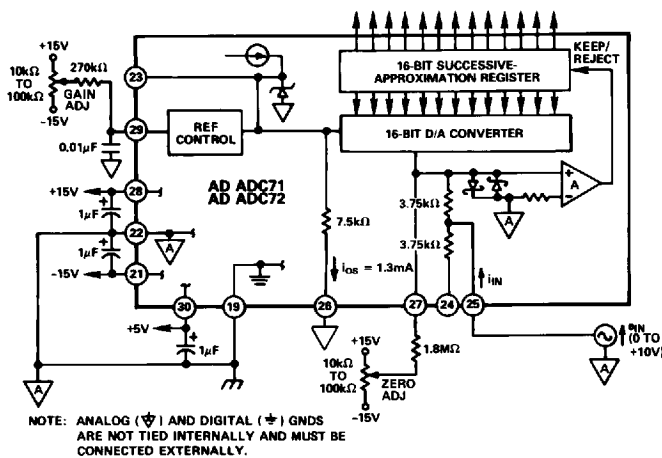 +15V
10kΩ
TO
100kΩ
270kΩ
GAIN
ADJ
-15V
0.01μF
23
29
REF
CONTROL
16-BIT SUCCESSIVE-
APPROXIMATION REGISTER
KEEP/
REJECT
16-BIT D/A CONVERTER
AD ADC71
AD ADC72
+15V
28
1μF
22
A
1μF
-15V
21
7.5kΩ
iOS = 1.3mA
3.75kΩ
3.75kΩ
A
A
iIN
30
19
26
27
24
25
+5V
1μF
A
+15V
10kΩ
TO
100kΩ
-15V
1.8MΩ
ZERO
ADJ
eIN
(0 TO
+10V)
A
NOTE: ANALOG (A) AND DIGITAL (⏚) GNDS
ARE NOT TIED INTERNALLY AND MUST BE
CONNECTED EXTERNALLY.